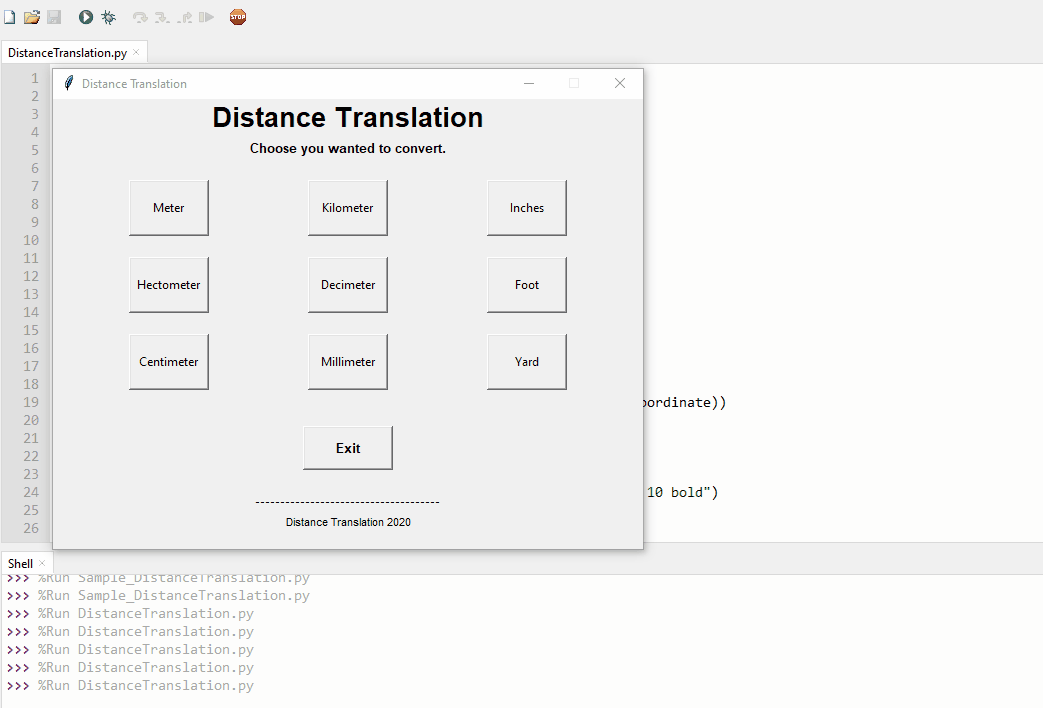 STOP
DistanceTranslation.py ×
Distance Translation
Distance Translation
Choose you wanted to convert.
Meter Kilometer Inches
Hectometer Decimeter Foot
Centimeter Millimeter Yard
Exit
-------------------------------------
Distance Translation 2020
1
2
3
4
5
6
7
8
9
10
11
12
13
14
15
16
17
18
19 oordinate))
20
21
22
23
24 10 bold")
25
26
Shell ×
>>> %Run Sample_DistanceTranslation.py
>>> %Run Sample_DistanceTranslation.py
>>> %Run DistanceTranslation.py
>>> %Run DistanceTranslation.py
>>> %Run DistanceTranslation.py
>>> %Run DistanceTranslation.py
>>> %Run DistanceTranslation.py